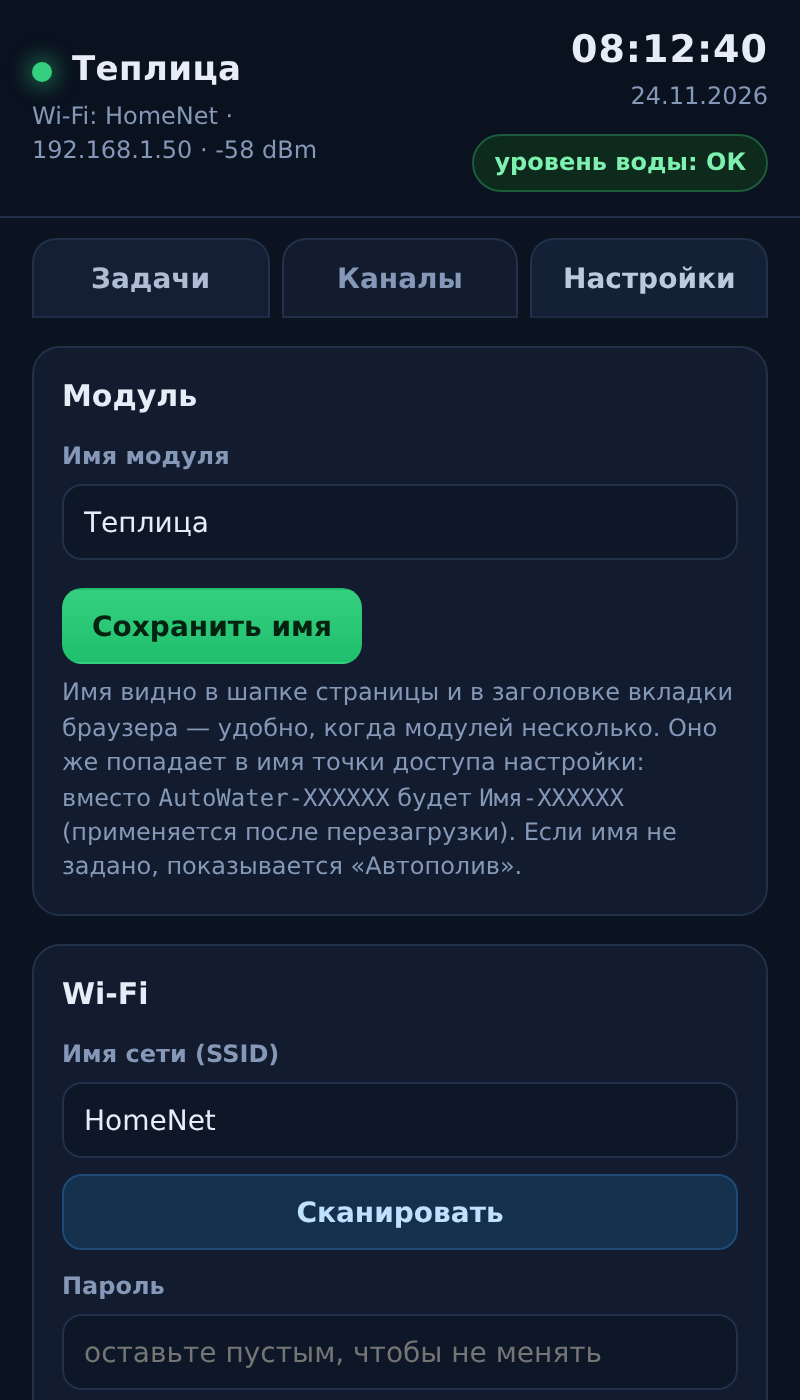 Теплица
Wi-Fi: HomeNet ·
192.168.1.50 · -58 dBm
08:12:40
24.11.2026
уровень воды: ОК
Задачи
Каналы
Настройки
Модуль
Имя модуля
Теплица
Сохранить имя
Имя видно в шапке страницы и в заголовке вкладки
браузера — удобно, когда модулей несколько. Оно
же попадает в имя точки доступа настройки:
вместо AutoWater-XXXXXX будет Имя-XXXXXX
(применяется после перезагрузки). Если имя не
задано, показывается «Автополив».
Wi-Fi
Имя сети (SSID)
HomeNet
Сканировать
Пароль
оставьте пустым, чтобы не менять